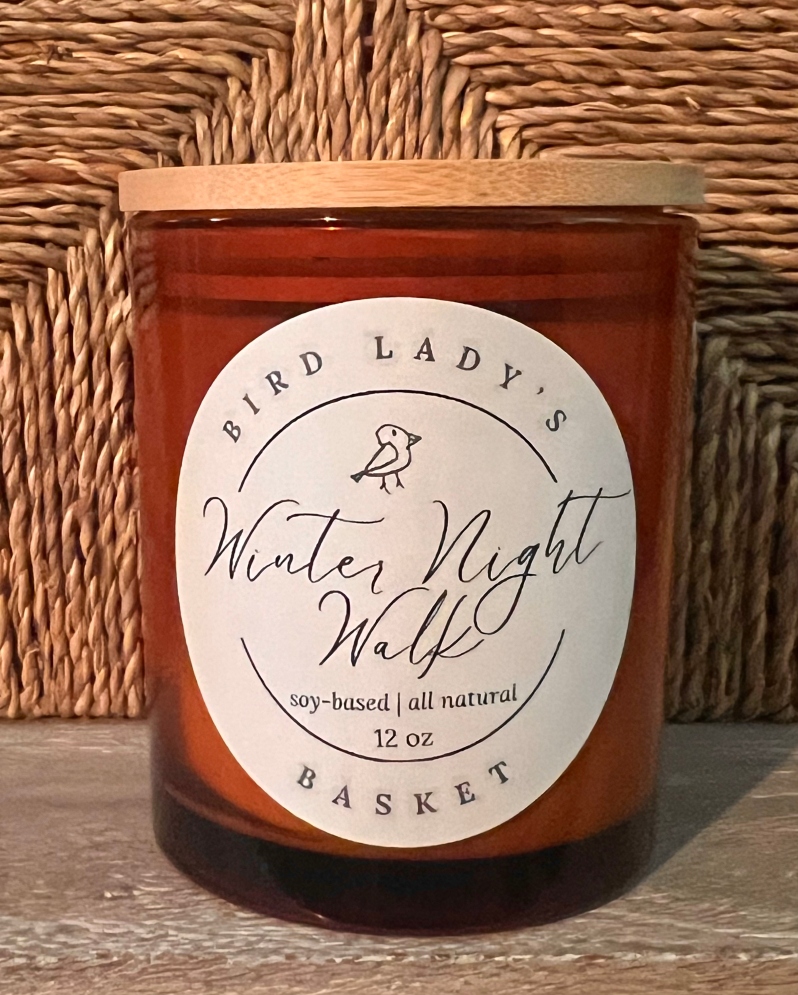 BIRD LADY'S
Winter Night
Walk
soy-based | all natural
12 oz
BASKET